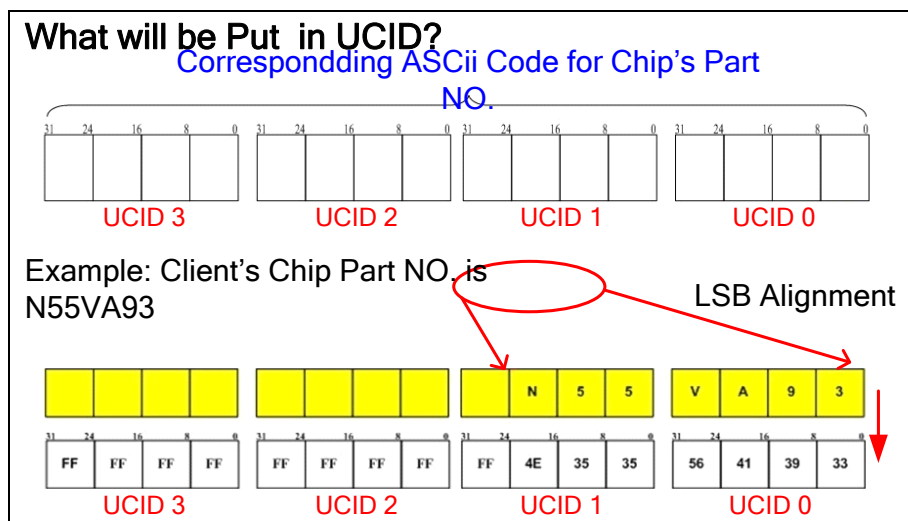 What will be Put in UCID?
Correspondding ASCii Code for Chip's Part
NO.
31 24 16 8 0 31 24 16 8 0 31 24 16 8 0 31 24 16 8 0
UCID 3 UCID 2 UCID 1 UCID 0
Example: Client's Chip Part NO. is
N55VA93
LSB Alignment
N 5 5 V A 9 3
31 24 16 8 0 31 24 16 8 0 31 24 16 8 0 31 24 16 8 0
FF FF FF FF FF FF FF FF FF 4E 35 35 56 41 39 33
UCID 3 UCID 2 UCID 1 UCID 0